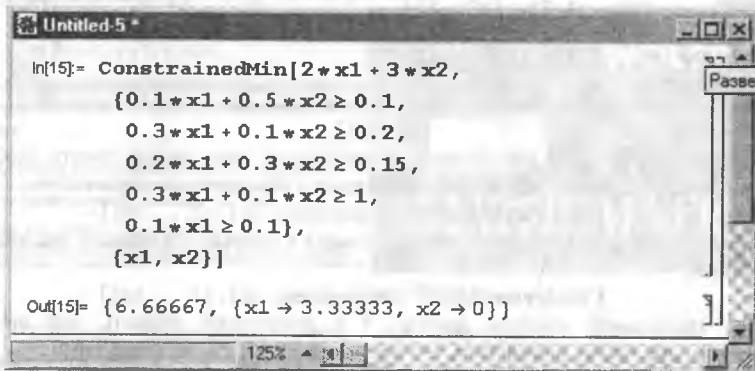 Untitled-5 *
In[15]:= ConstrainedMin[2*x1 + 3*x2,
{0.1*x1 + 0.5*x2 ≥ 0.1,
0.3*x1 + 0.1*x2 ≥ 0.2,
0.2*x1 + 0.3*x2 ≥ 0.15,
0.3*x1 + 0.1*x2 ≥ 1,
0.1*x1 ≥ 0.1},
{x1, x2}]
Разве
Out[15]= {6.66667, {x1 → 3.33333, x2 → 0}}
125%